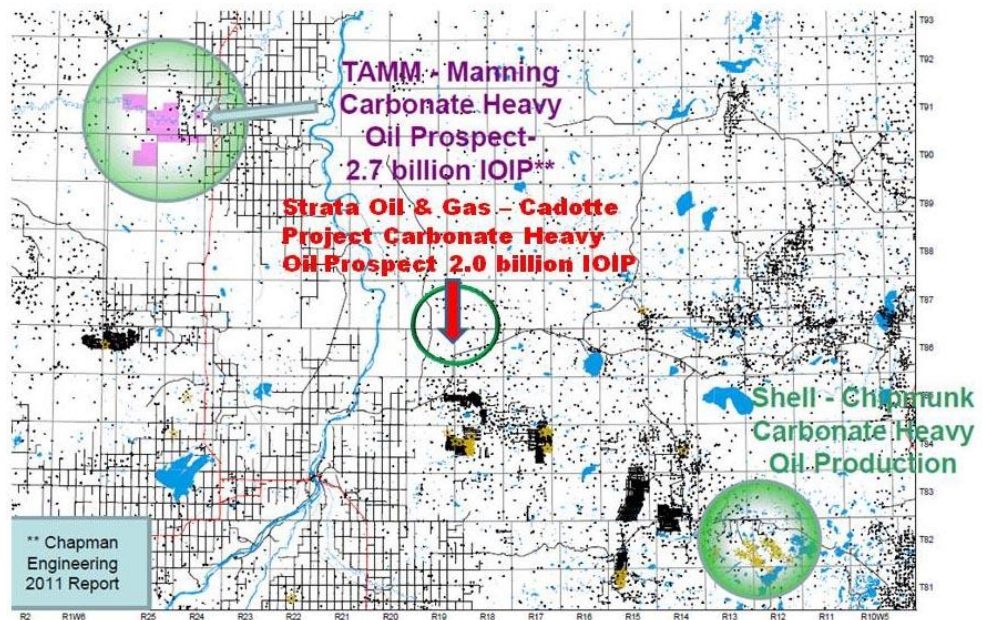 TAMM - Manning
Carbonate Heavy
Oil Prospect-
2.7 billion IOIP**
Strata Oil & Gas – Cadotte
Project Carbonate Heavy
Oil Prospect 2.0 billion IOIP
Shell - Chipmunk
Carbonate Heavy
Oil Production
** Chapman
Engineering
2011 Report
T93
T92
T91
T90
T89
T88
T87
T86
T84
T83
T82
T81
R2 R1W6 R25 R24 R23 R22 R21 R20 R19 R18 R17 R16 R15 R14 R13 R12 R11 R10W5